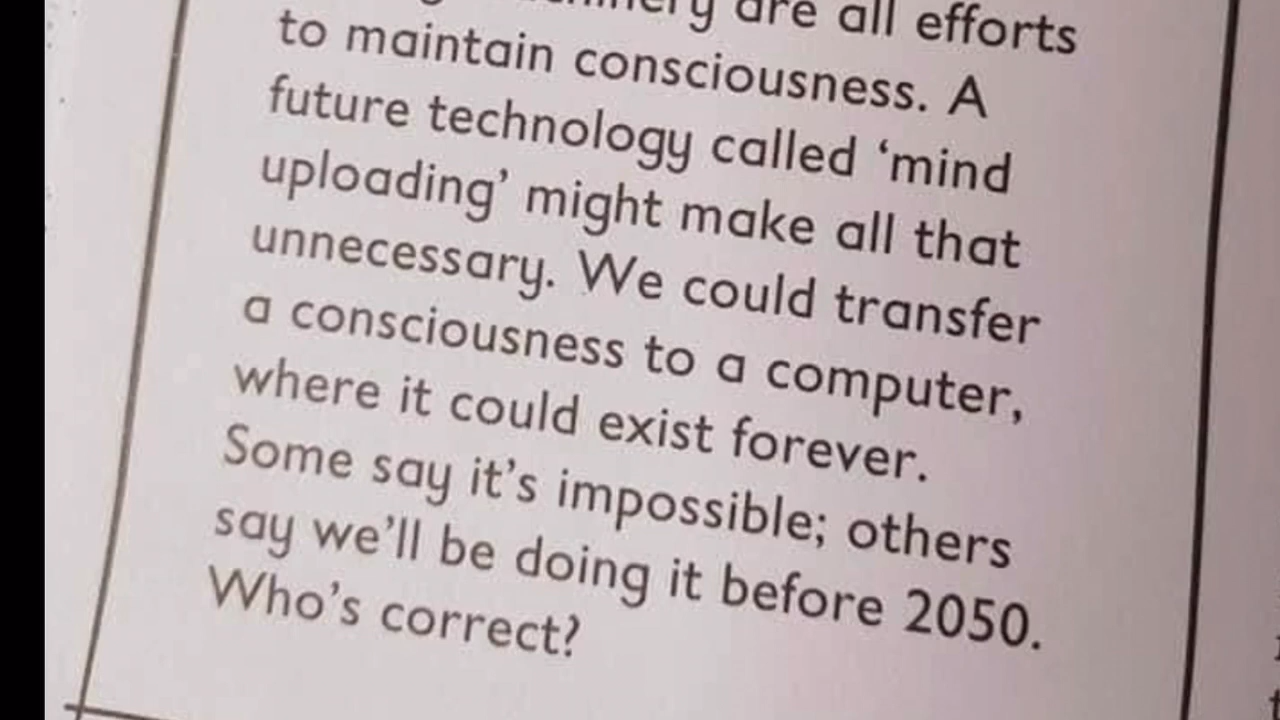 are all efforts
to maintain consciousness. A
future technology called ‘mind
uploading’ might make all that
unnecessary. We could transfer
a consciousness to a computer,
where it could exist forever.
Some say it’s impossible; others
say we’ll be doing it before 2050.
Who’s correct?